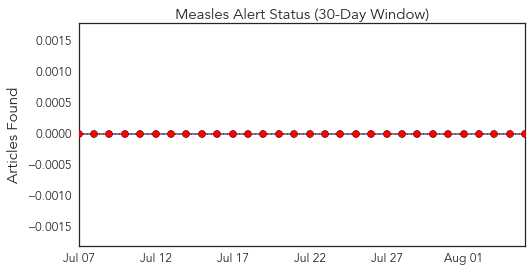 Measles Alert Status (30-Day Window)
Articles Found
0.0015
0.0010
0.0005
0.0000
−0.0005
−0.0010
−0.0015
Jul 07 Jul 12 Jul 17 Jul 22 Jul 27 Aug 01